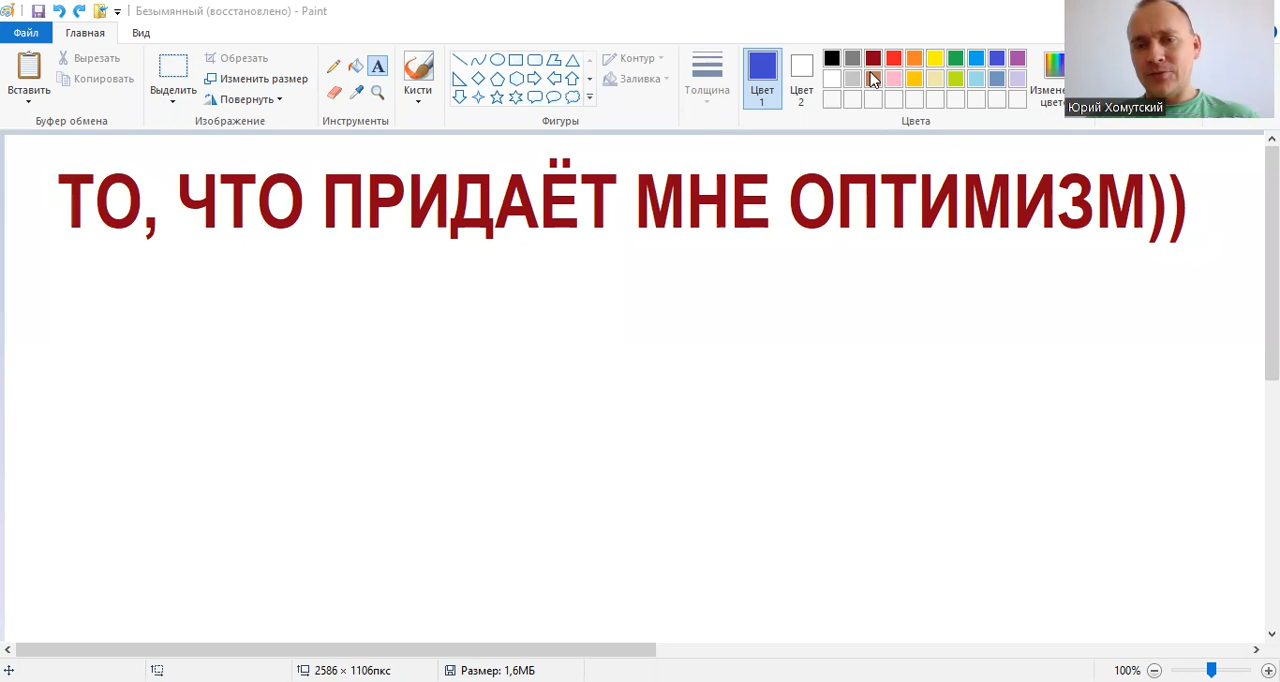 Безымянный (восстановлено) - Paint
Файл
Главная
Вид
Вставить
Вырезать
Копировать
Буфер обмена
Выделить
Обрезать
Изменить размер
Повернуть
Изображение
A
Инструменты
Кисти
Контур
Заливка
Фигуры
Толщина
Цвет
1
Цвет
2
Цвета
Юрий Хомутский
ТО, ЧТО ПРИДАЁТ МНЕ ОПТИМИЗМ))
2586 × 1106пкс
Размер: 1,6МБ
100%